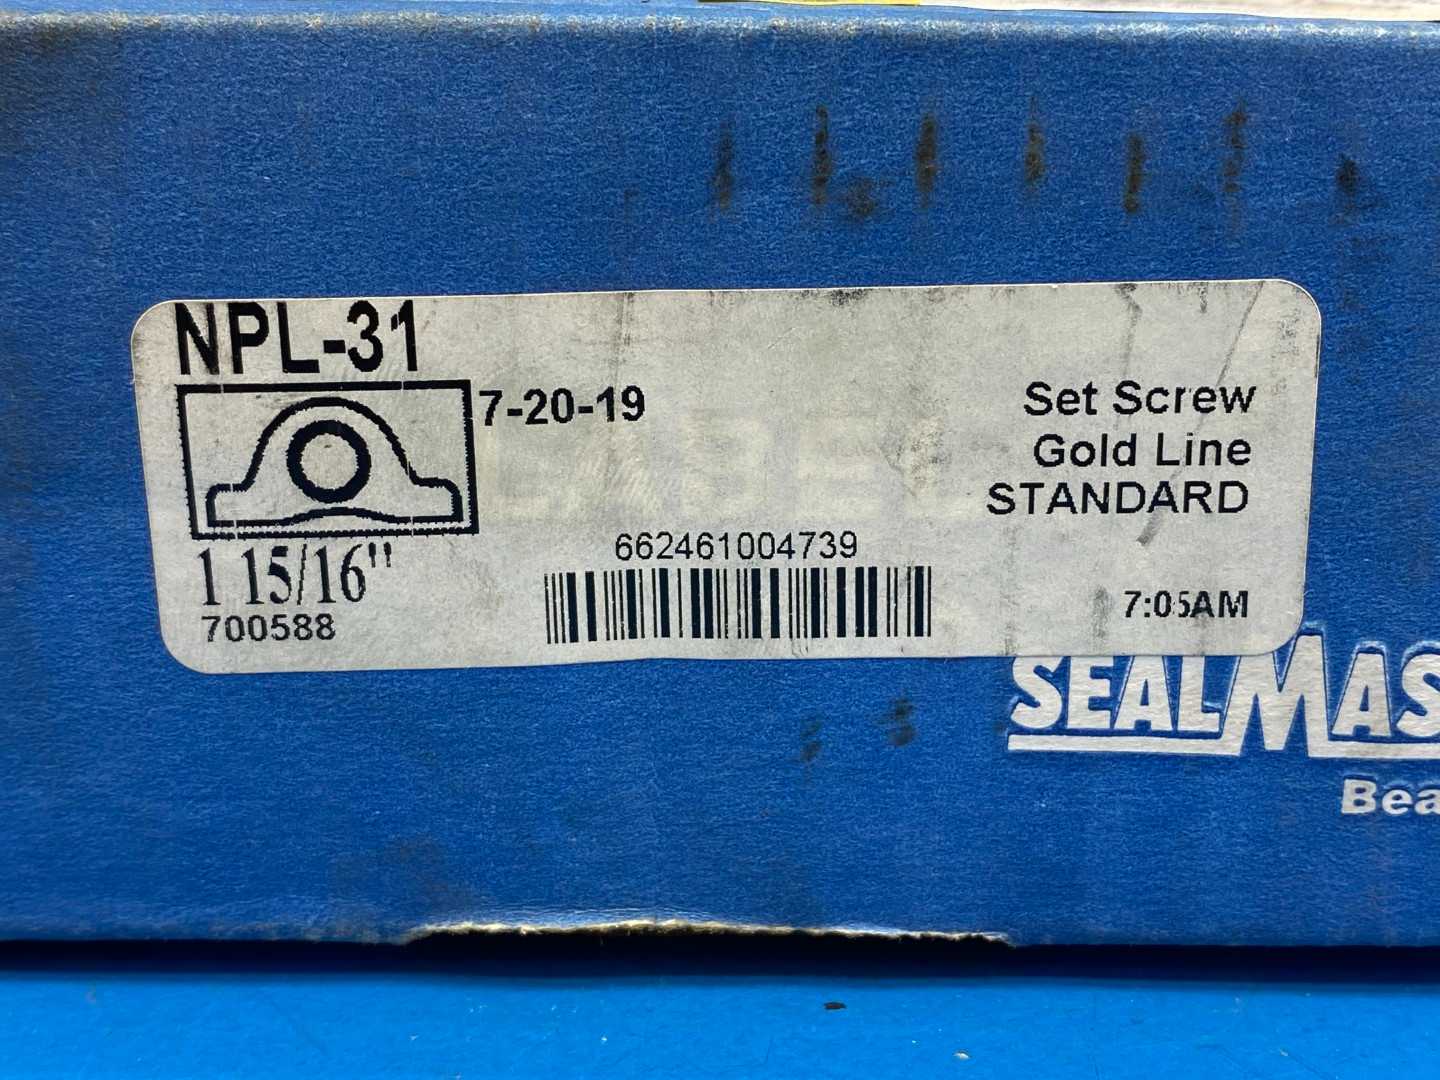 NPL-31
7-20-19
Set Screw
Gold Line
STANDARD
662461004739
1 15/16"
700588
7:05AM
SEALMAS
Bea